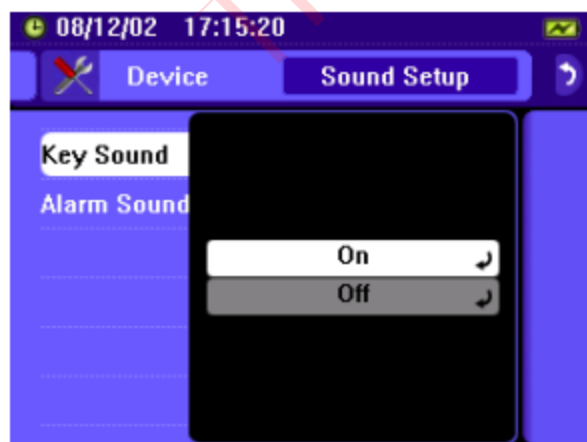 08/12/02 17:15:20
Device Sound Setup
Key Sound
Alarm Sound
On
Off